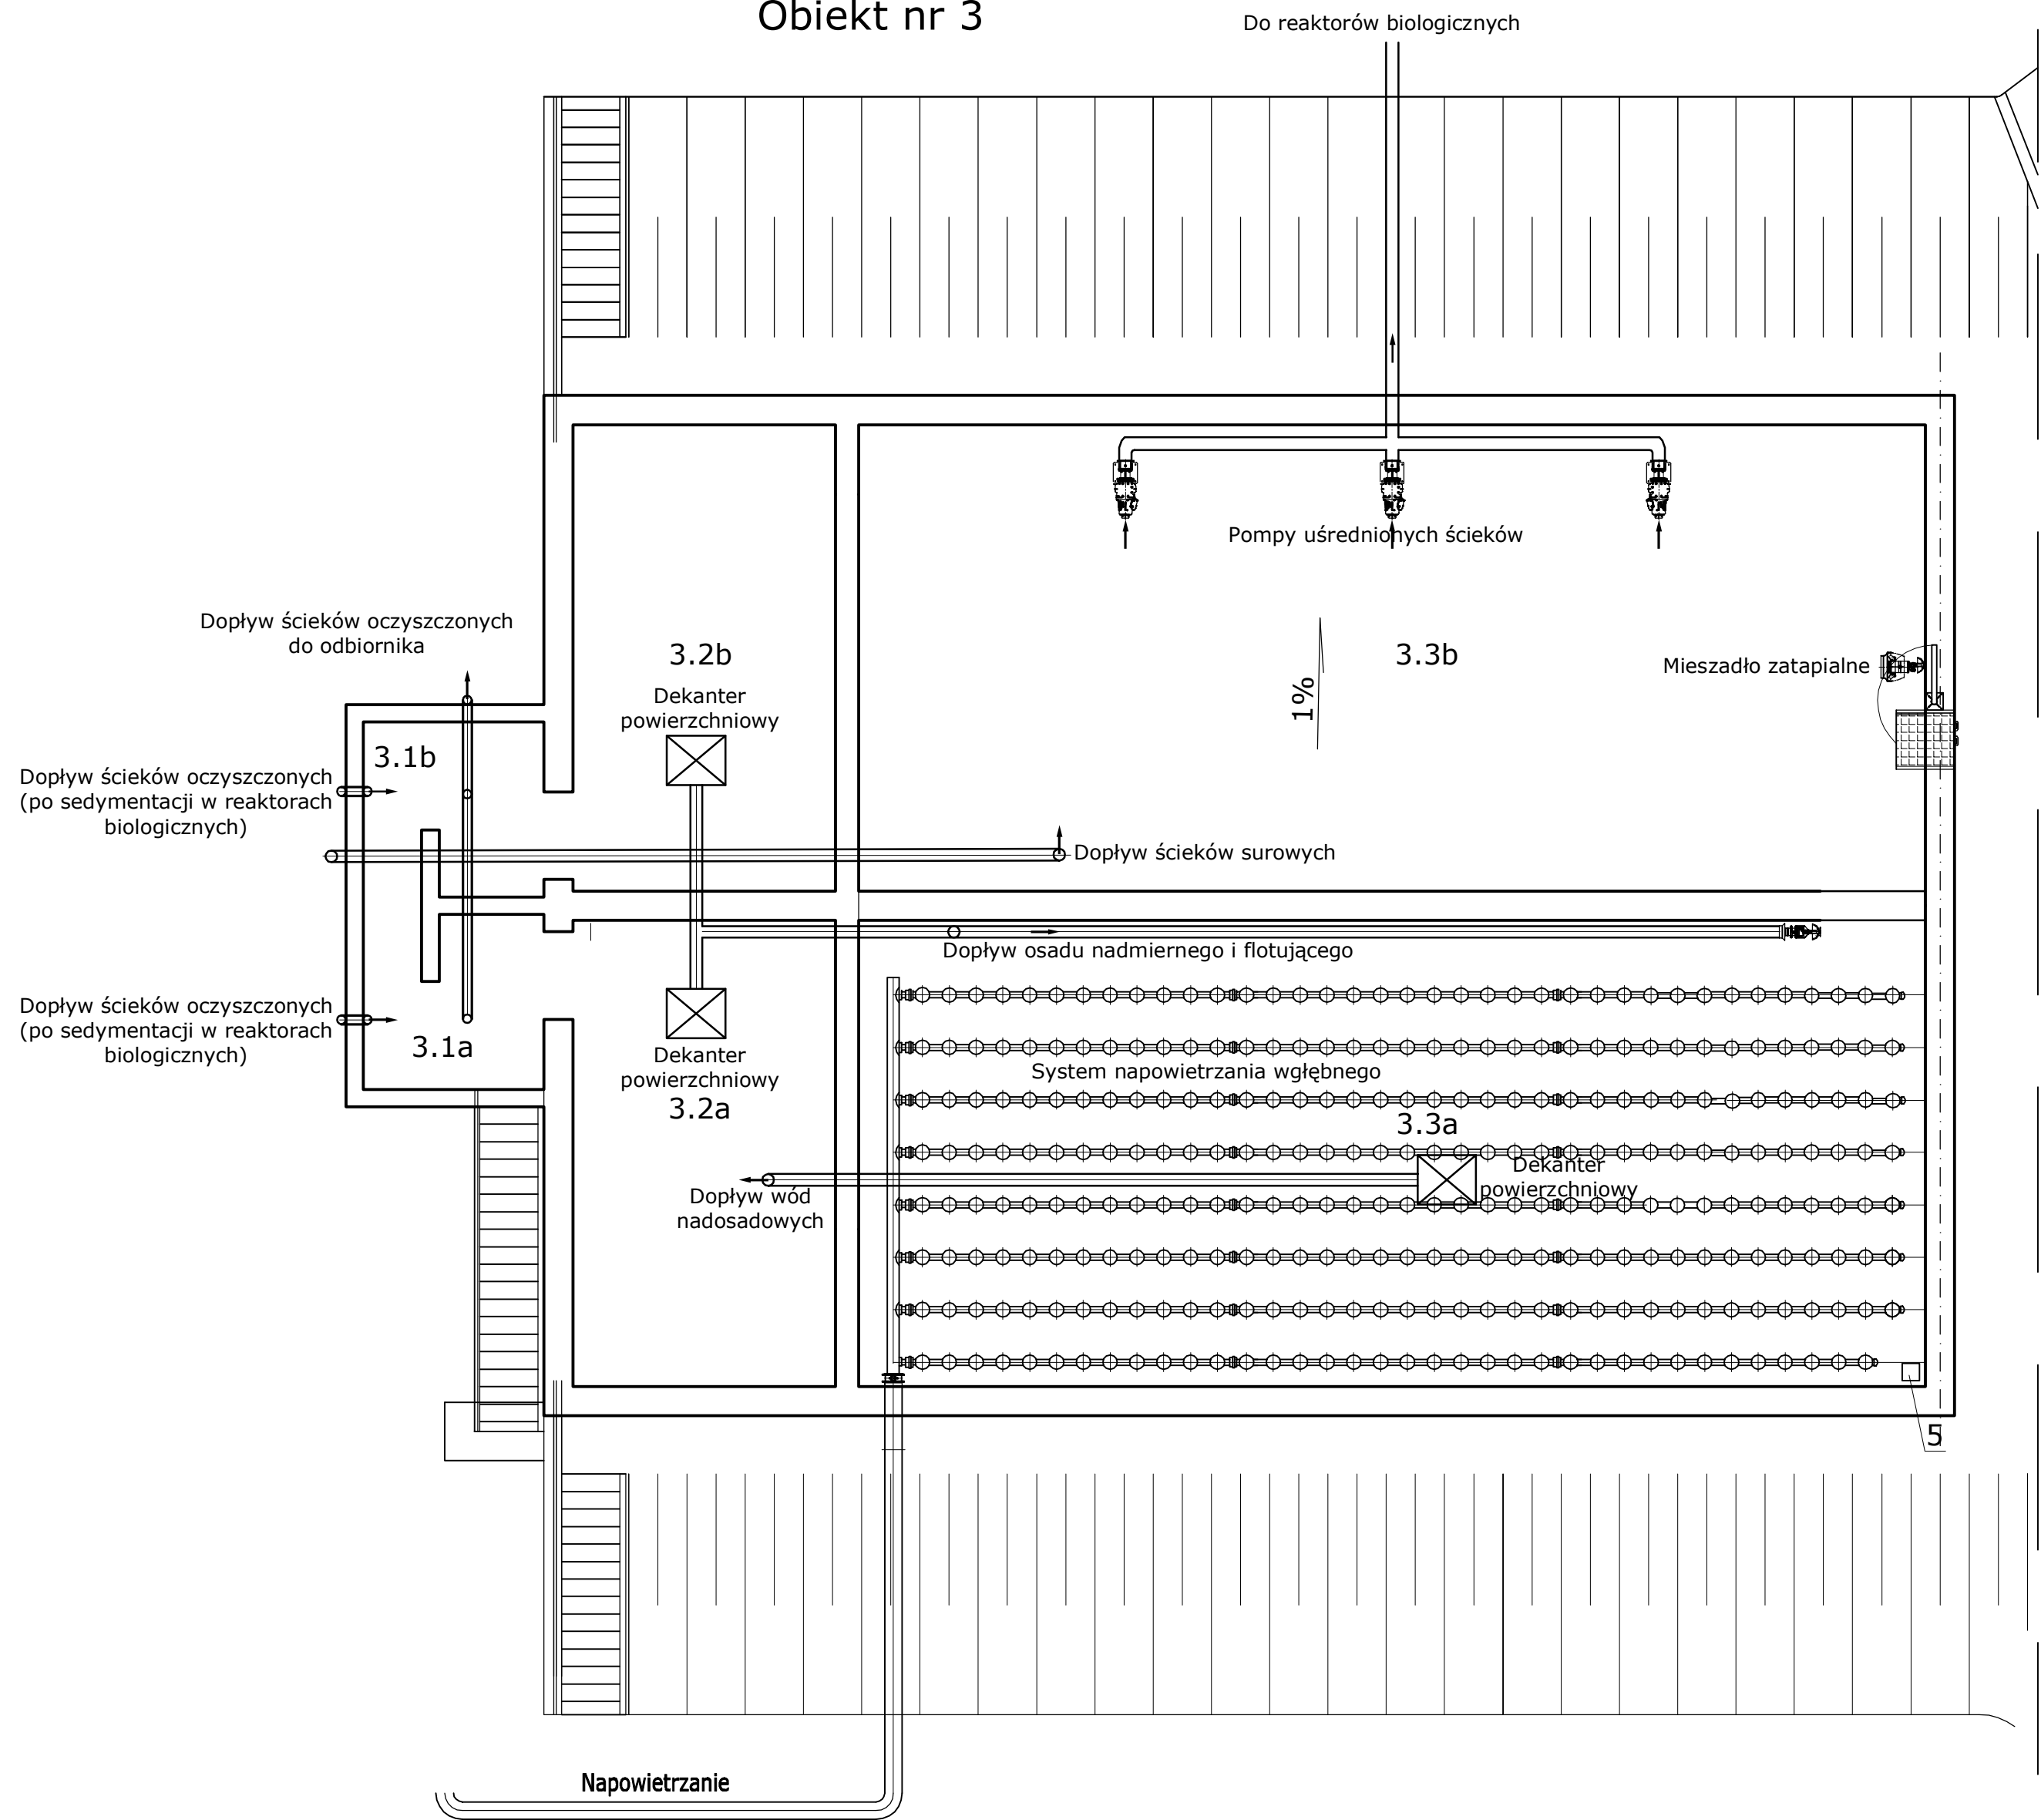 Obiekt nr 3
Do reaktorów biologicznych
Pompy uśrednionych ścieków
Dopływ ścieków oczyszczonych
do odbiornika
3.2b
3.3b
Mieszadło zatapialne
Dekanter
powierzchniowy
1%
3.1b
Dopływ ścieków oczyszczonych
(po sedymentacji w reaktorach
biologicznych)
Dopływ ścieków surowych
Dopływ osadu nadmiernego i flotującego
Dopływ ścieków oczyszczonych
(po sedymentacji w reaktorach
biologicznych)
3.1a
Dekanter
powierzchniowy
3.2a
System napowietrzania wgłębnego
3.3a
Dekanter
powierzchniowy
Dopływ wód
nadosadowych
5
Napowietrzanie